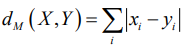 d_M (X,Y) = ∑_i |x_i − y_i|